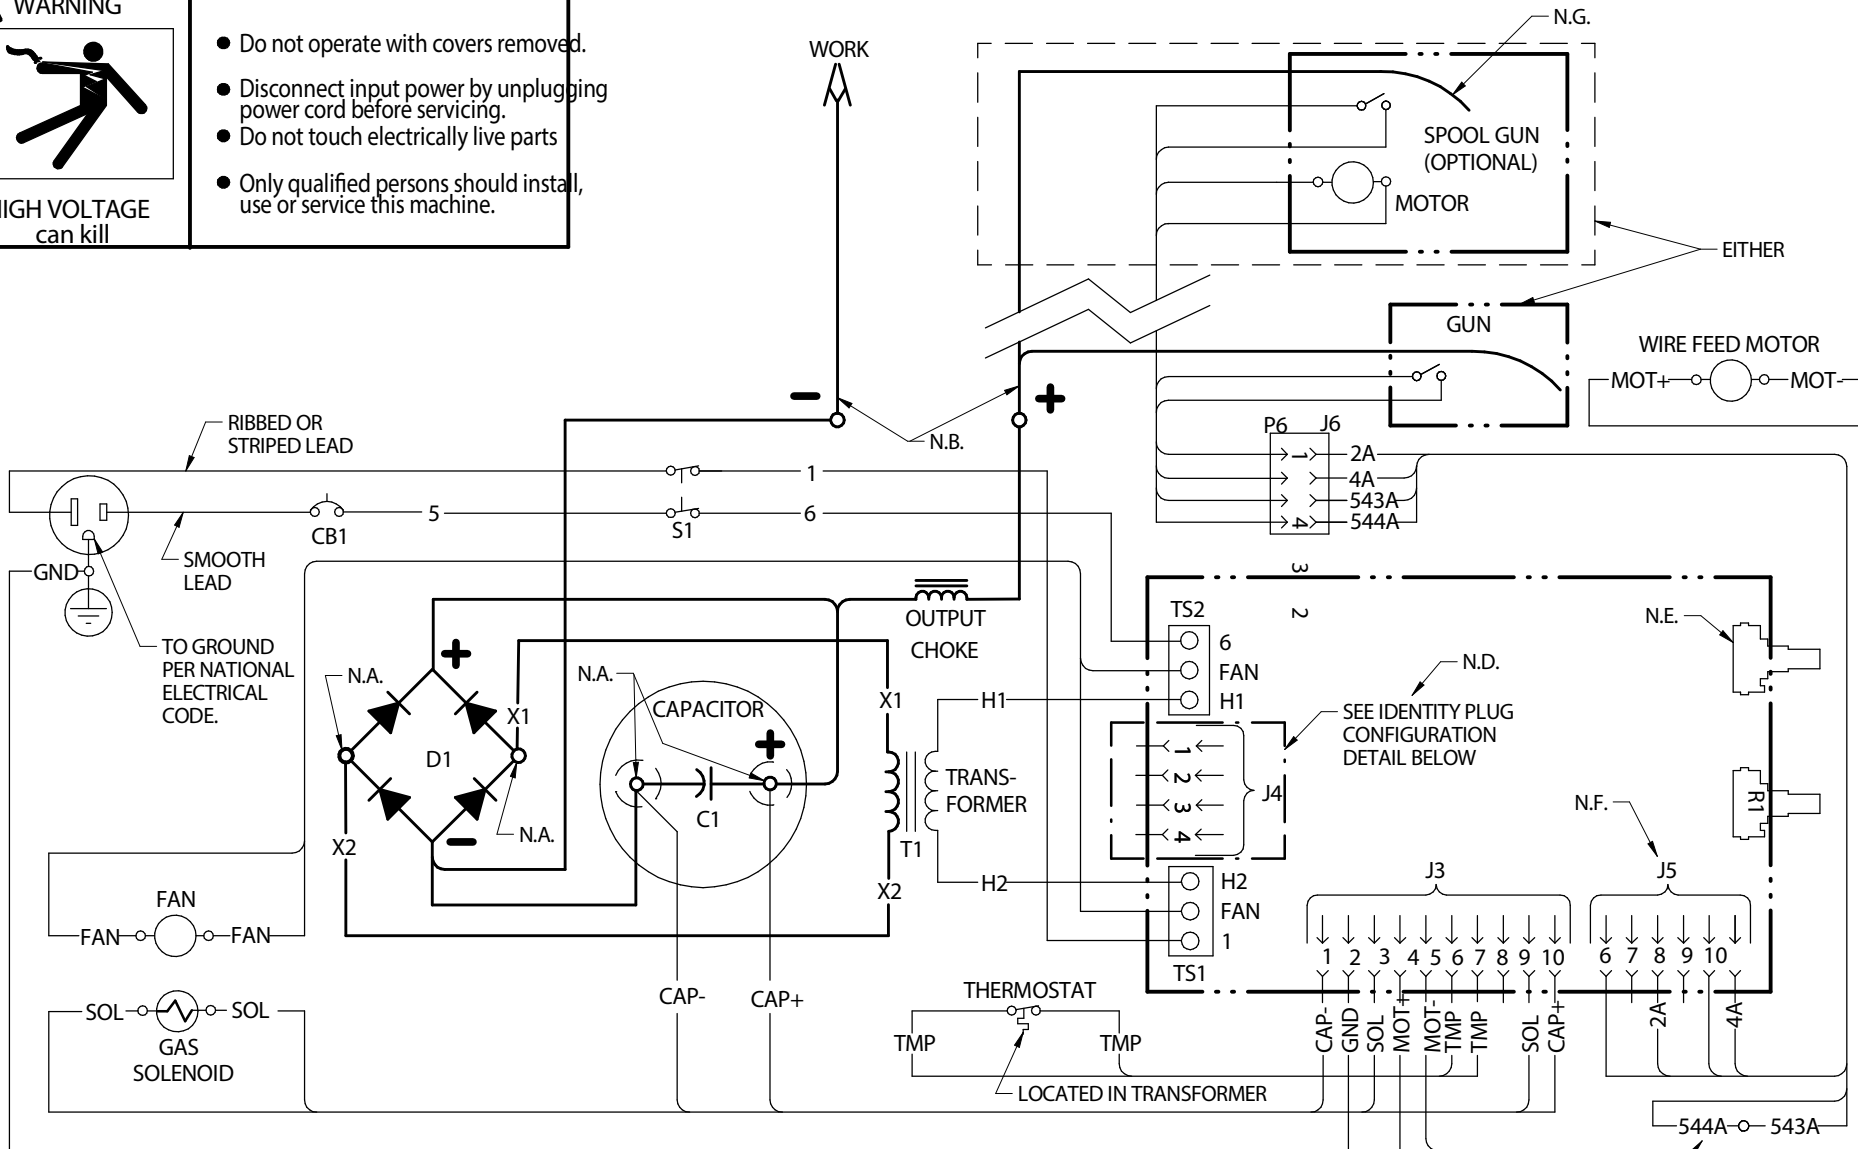 WARNING
HIGH VOLTAGE
can kill
● Do not operate with covers removed.
● Disconnect input power by unplugging
power cord before servicing.
● Do not touch electrically live parts
● Only qualified persons should install,
use or service this machine.
WORK
N.G.
SPOOL GUN
(OPTIONAL)
MOTOR
EITHER
GUN
WIRE FEED MOTOR
MOT+ MOT-
− +
N.B.
P6 J6
1 2A
4A
543A
4 544A
RIBBED OR
STRIPED LEAD
1
5 6
CB1
S1
GND
SMOOTH
LEAD
TO GROUND
PER NATIONAL
ELECTRICAL
CODE.
OUTPUT
CHOKE
+
N.A.
X1
D1
N.A.
−
X2
N.A.
CAPACITOR
+
C1
X1
TRANS-
FORMER
T1
X2
H1
H2
3
2
TS2
6
FAN
H1
1
2
3
4
J4
H2
FAN
1
TS1
N.D.
SEE IDENTITY PLUG
CONFIGURATION
DETAIL BELOW
N.E.
R1
N.F.
J3 J5
1 2 3 4 5 6 7 8 9 10 6 7 8 9 10
CAP- GND SOL MOT+ MOT- TMP TMP SOL CAP+ 2A 4A
FAN
FAN FAN
SOL SOL
GAS
SOLENOID
CAP- CAP+
THERMOSTAT
TMP TMP
LOCATED IN TRANSFORMER
544A 543A